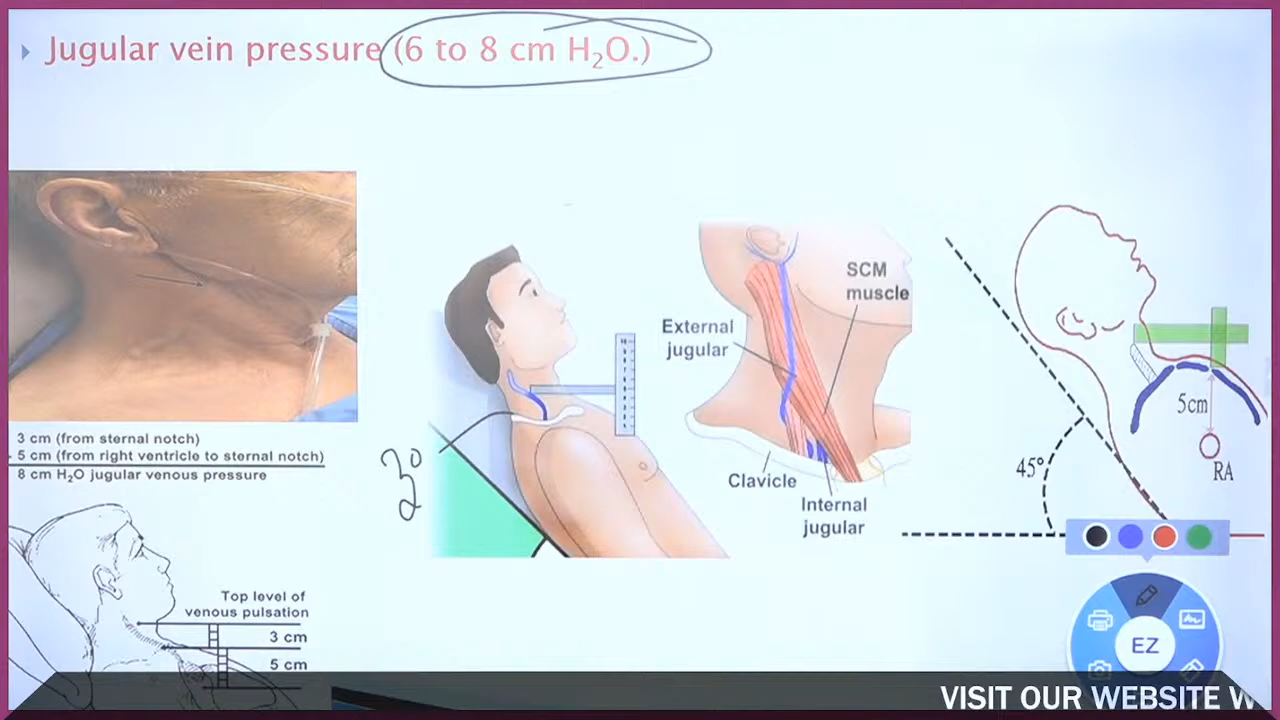 Jugular vein pressure (6 to 8 cm H₂O.)
3 cm (from sternal notch)
5 cm (from right ventricle to sternal notch)
8 cm H₂O jugular venous pressure
Top level of
venous pulsation
3 cm
5 cm
30
External
jugular
SCM
muscle
Clavicle
Internal
jugular
45°
5cm
RA
EZ
VISIT OUR WEBSITE W